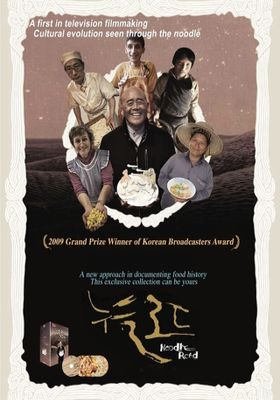 A first in television filmmaking
Cultural evolution seen through the noodle
2009 Grand Prize Winner of Korean Broadcasters Award
A new approach in documenting food history
This exclusive collection can be yours
누들로드
Noodle
Road